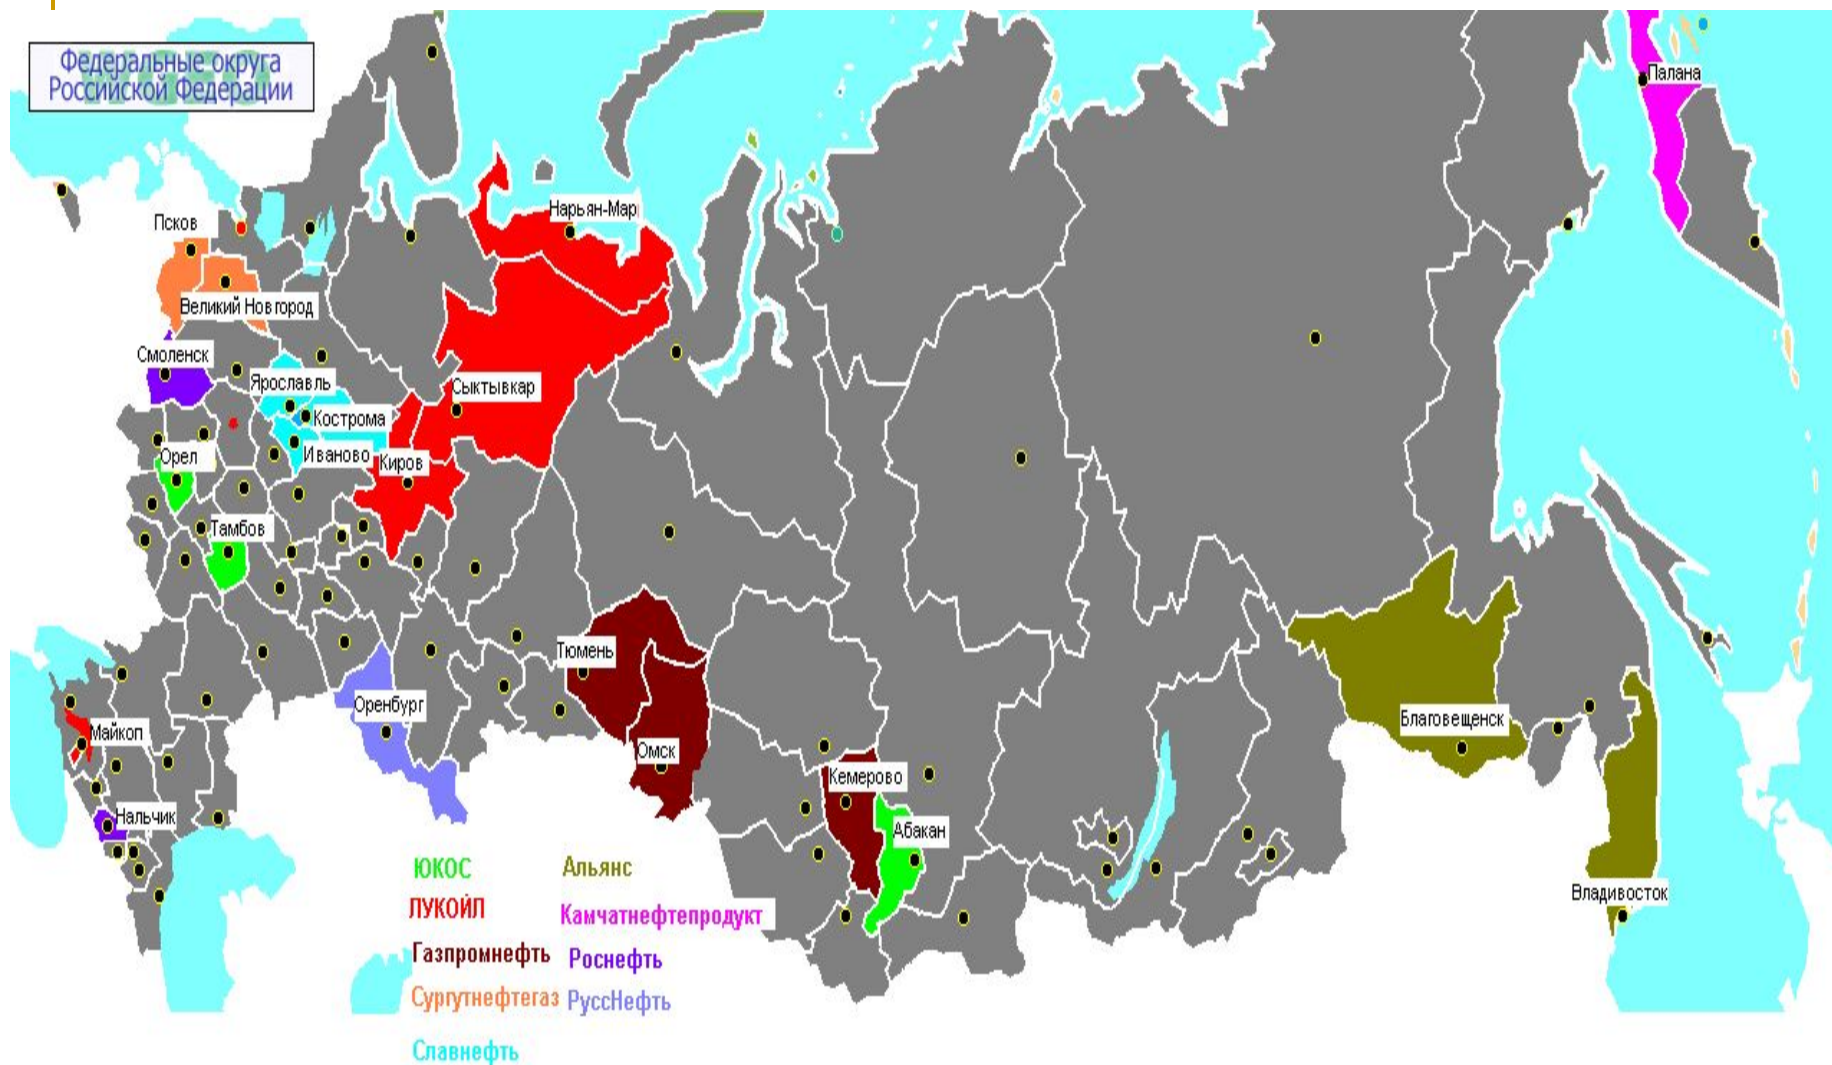 Федеральные округа
Российской Федерации
Палана
Нарьян-Мар
Псков
Великий Новгород
Смоленск
Ярославль
Сыктывкар
Кострома
Иваново
Орел
Киров
Тамбов
Тюмень
Оренбург
Благовещенск
Майкоп
Омск
Кемерово
Нальчик
Абакан
Владивосток
ЮКОС
Альянс
ЛУКОЙЛ
Камчатнефтепродукт
Газпромнефть
Роснефть
Сургутнефтегаз
РуссНефть
Славнефть